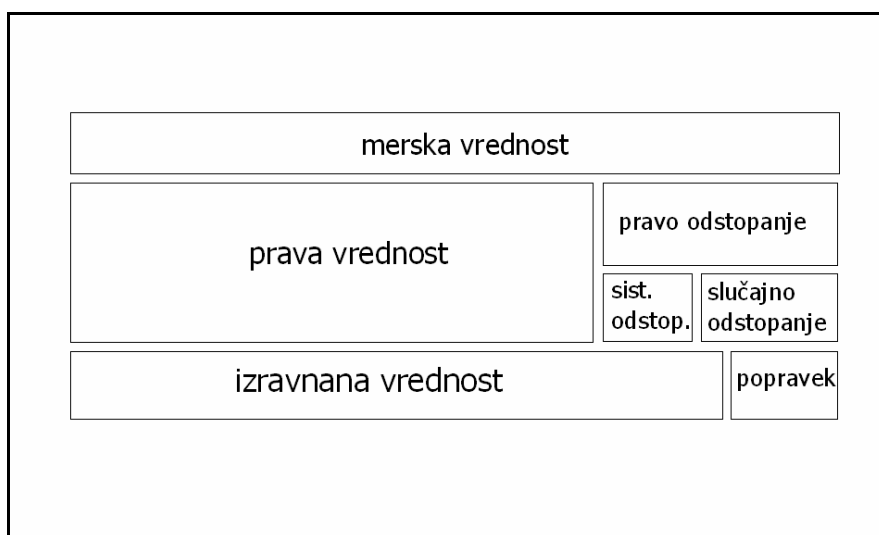 merska vrednost
prava vrednost
pravo odstopanje
sist.
odstop.
slučajno
odstopanje
izravnana vrednost
popravek